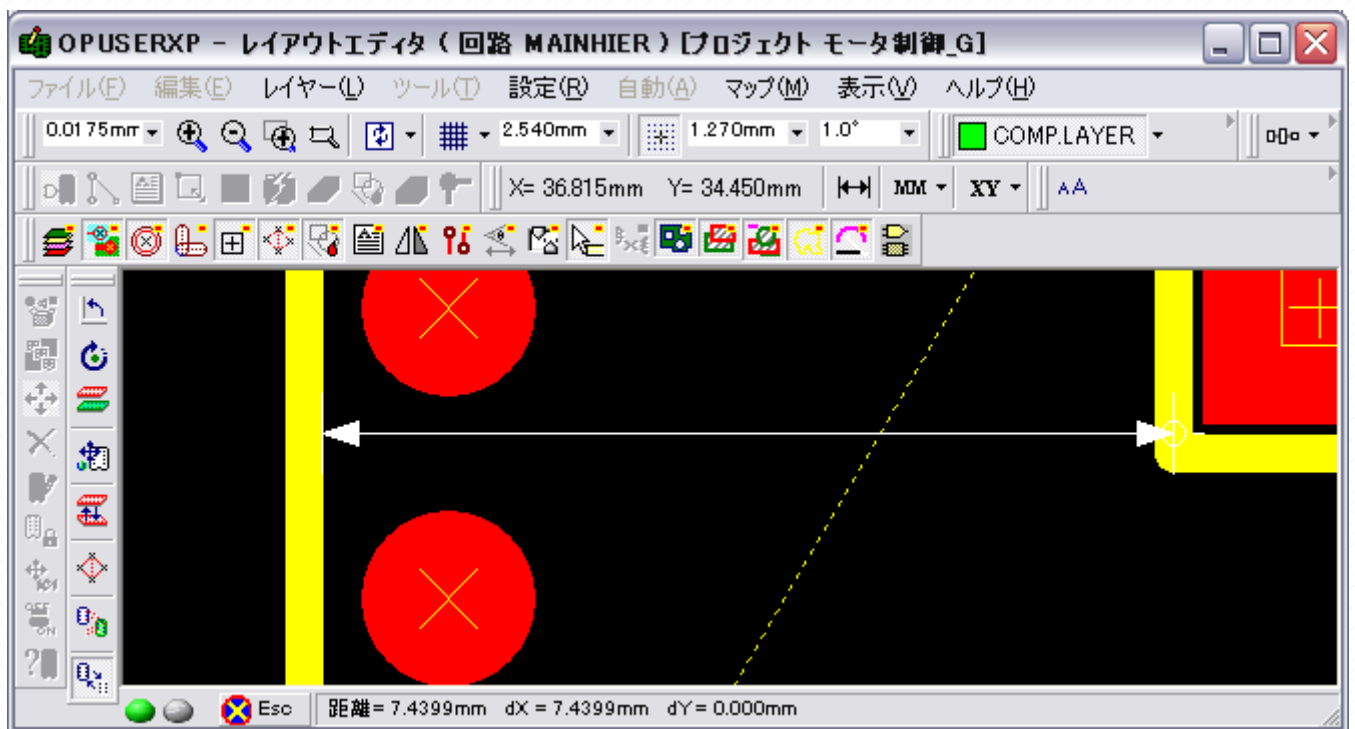 OPUSERXP - レイアウトエディタ ( 回路 MAINHIER ) [プロジェクト モータ制御_G]
ファイル(F) 編集(E) レイヤー(L) ツール(T) 設定(R) 自動(A) マップ(M) 表示(V) ヘルプ(H)
2.540mm 1.270mm 1.0° COMP.LAYER
X= 36.815mm Y= 34.450mm MM XY AA
IC1
OFF
ON
Esc 距離= 7.4399mm dX = 7.4399mm dY= 0.000mm